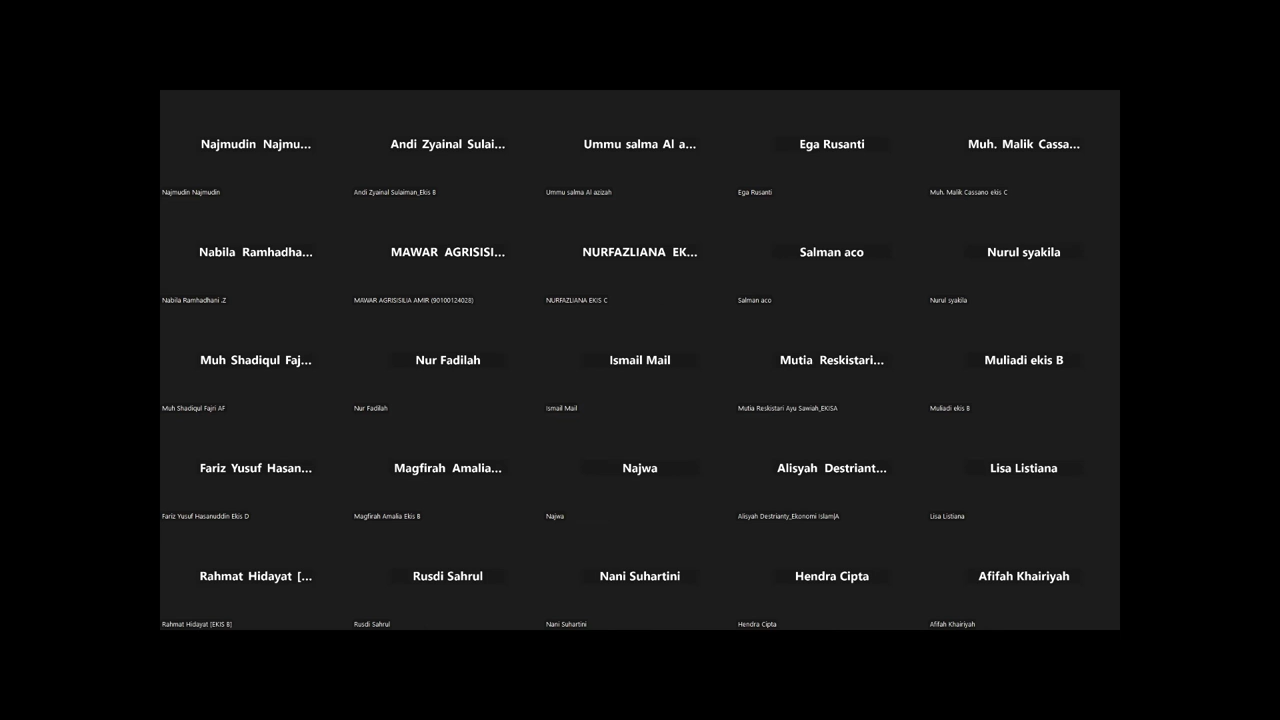 Najmudin Najmu... Andi Zyainal Sulai... Ummu salma Al a... Ega Rusanti Muh. Malik Cassa...
Najmudin Najmudin Andi Zyainal Sulaiman_Ekis B Ummu salma Al azizah Ega Rusanti Muh. Malik Cassano ekis C
Nabila Ramhadha... MAWAR AGRISISI... NURFAZLIANA EK... Salman aco Nurul syakila
Nabila Ramhadhani .Z MAWAR AGRISISILIA AMIR (90100124028) NURFAZLIANA EKIS C Salman aco Nurul syakila
Muh Shadiqul Faj... Nur Fadilah Ismail Mail Mutia Reskistari... Muliadi ekis B
Muh Shadiqul Fajri AF Nur Fadilah Ismail Mail Mutia Reskistari Ayu Sawiah_EKISA Muliadi ekis B
Fariz Yusuf Hasan... Magfirah Amalia... Najwa Alisyah Destriant... Lisa Listiana
Fariz Yusuf Hasanuddin Ekis D Magfirah Amalia Ekis B Najwa Alisyah Destrianty_Ekonomi Islam|A Lisa Listiana
Rahmat Hidayat [... Rusdi Sahrul Nani Suhartini Hendra Cipta Afifah Khairiyah
Rahmat Hidayat [EKIS B] Rusdi Sahrul Nani Suhartini Hendra Cipta Afifah Khairiyah